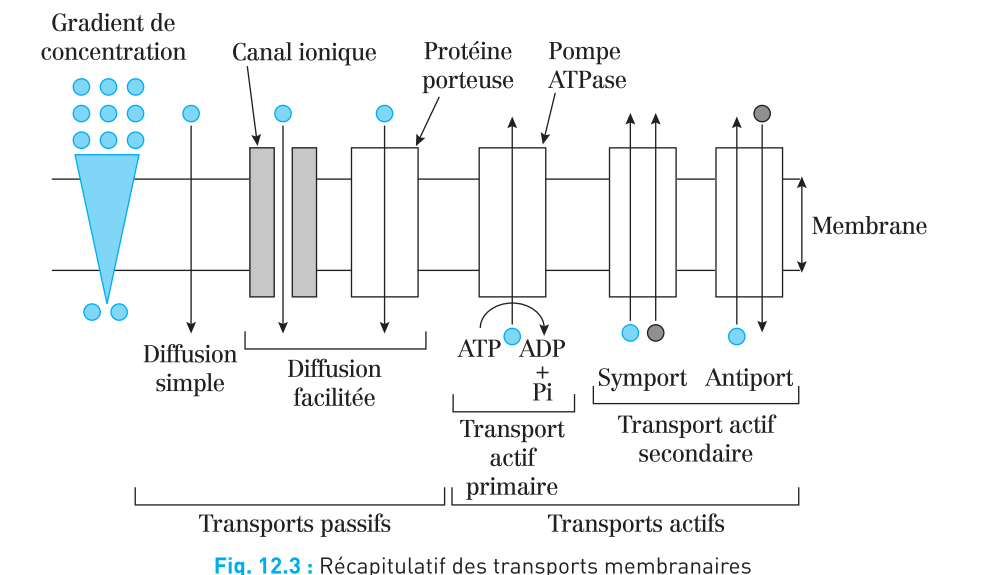 Gradient de
concentration
Canal ionique
Protéine
porteuse
Pompe
ATPase
Membrane
Diffusion
simple
Diffusion
facilitée
ATP
ADP
+
Pi
Symport
Antiport
Transport
actif
primaire
Transport actif
secondaire
Transports passifs
Transports actifs
Fig. 12.3 : Récapitulatif des transports membranaires